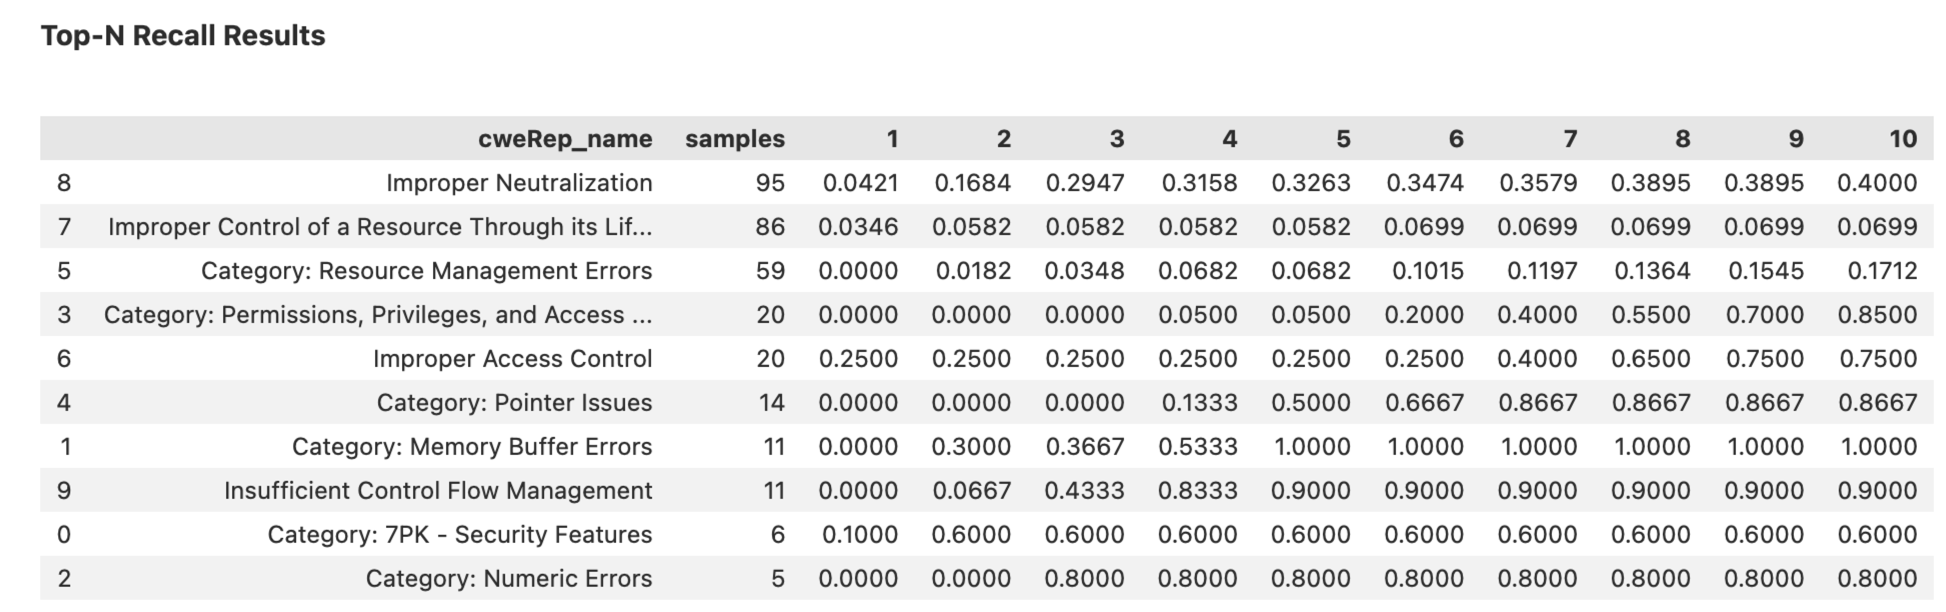 Top-N Recall Results
cweRep_name samples 1 2 3 4 5 6 7 8 9 10
8 Improper Neutralization 95 0.0421 0.1684 0.2947 0.3158 0.3263 0.3474 0.3579 0.3895 0.3895 0.4000
7 Improper Control of a Resource Through its Lif... 86 0.0346 0.0582 0.0582 0.0582 0.0582 0.0699 0.0699 0.0699 0.0699 0.0699
5 Category: Resource Management Errors 59 0.0000 0.0182 0.0348 0.0682 0.0682 0.1015 0.1197 0.1364 0.1545 0.1712
3 Category: Permissions, Privileges, and Access ... 20 0.0000 0.0000 0.0000 0.0500 0.0500 0.2000 0.4000 0.5500 0.7000 0.8500
6 Improper Access Control 20 0.2500 0.2500 0.2500 0.2500 0.2500 0.2500 0.4000 0.6500 0.7500 0.7500
4 Category: Pointer Issues 14 0.0000 0.0000 0.0000 0.1333 0.5000 0.6667 0.8667 0.8667 0.8667 0.8667
1 Category: Memory Buffer Errors 11 0.0000 0.3000 0.3667 0.5333 1.0000 1.0000 1.0000 1.0000 1.0000 1.0000
9 Insufficient Control Flow Management 11 0.0000 0.0667 0.4333 0.8333 0.9000 0.9000 0.9000 0.9000 0.9000 0.9000
0 Category: 7PK - Security Features 6 0.1000 0.6000 0.6000 0.6000 0.6000 0.6000 0.6000 0.6000 0.6000 0.6000
2 Category: Numeric Errors 5 0.0000 0.0000 0.8000 0.8000 0.8000 0.8000 0.8000 0.8000 0.8000 0.8000